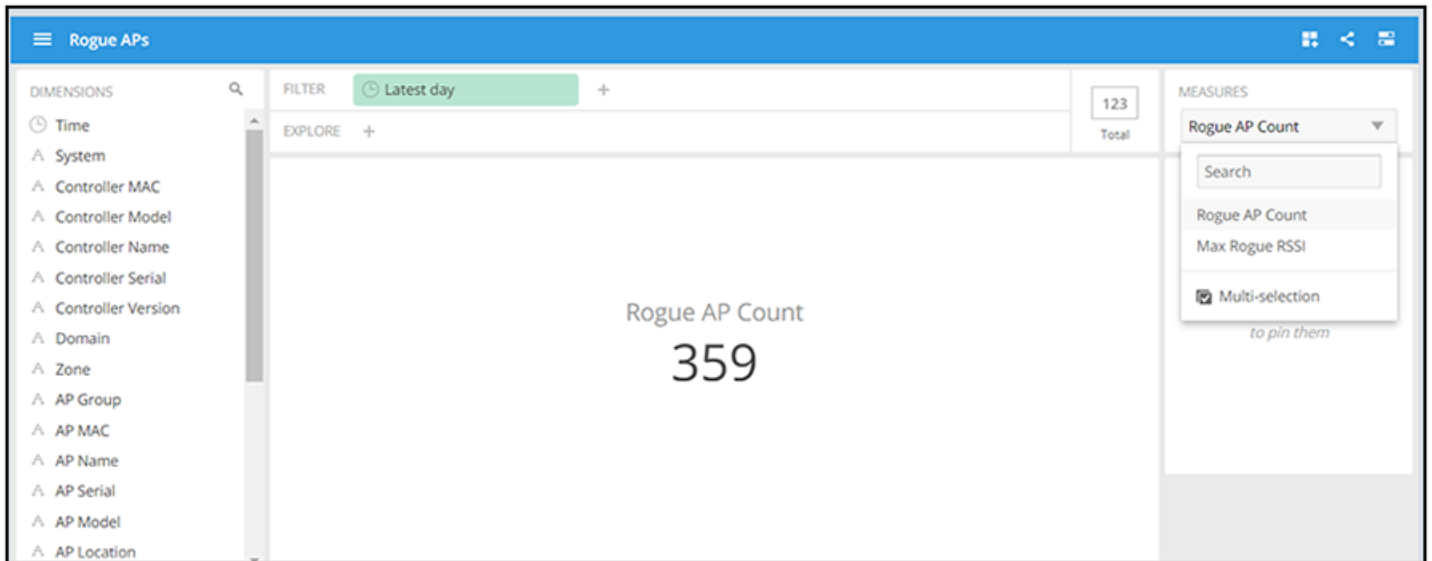 Rogue APs
DIMENSIONS
Time
System
Controller MAC
Controller Model
Controller Name
Controller Serial
Controller Version
Domain
Zone
AP Group
AP MAC
AP Name
AP Serial
AP Model
AP Location
FILTER
Latest day
EXPLORE
123
Total
Rogue AP Count
359
MEASURES
Rogue AP Count
Search
Rogue AP Count
Max Rogue RSSI
Multi-selection
to pin them